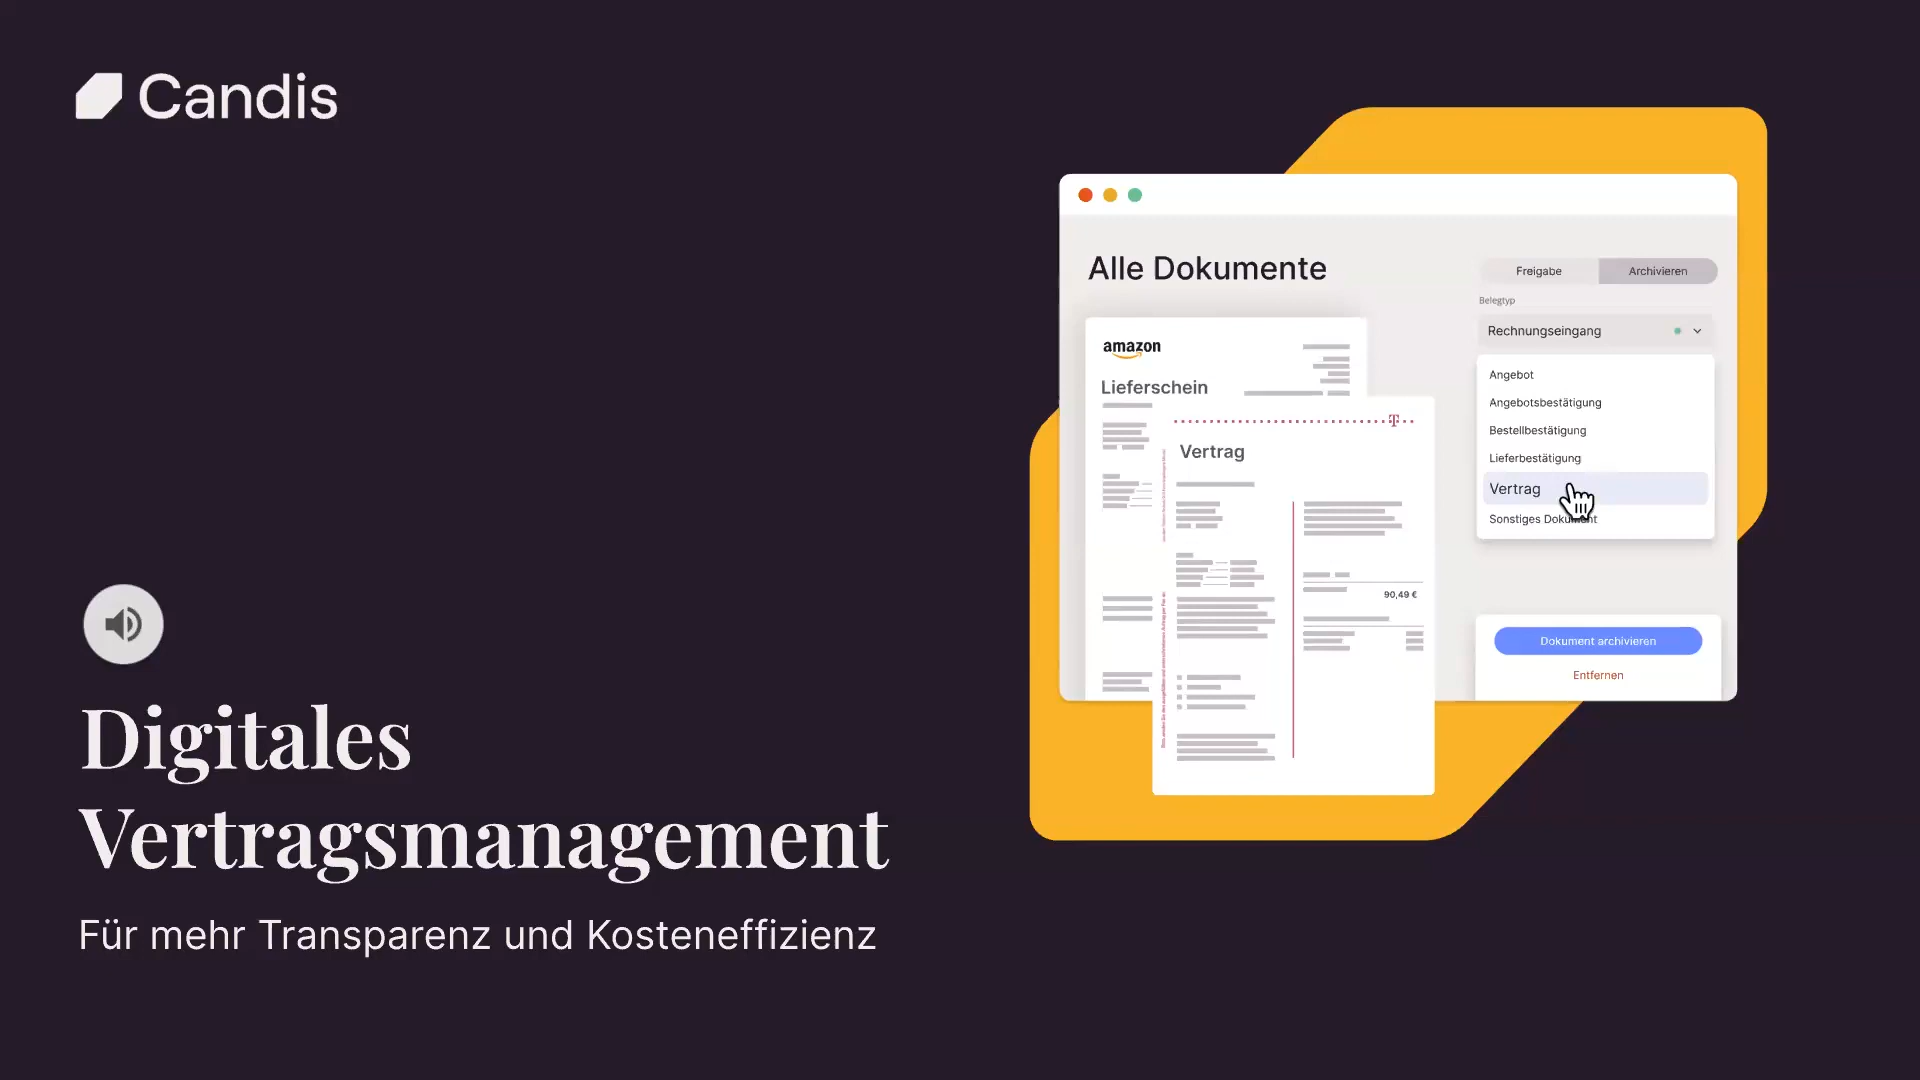 Candis
Alle Dokumente
Freigabe
Archivieren
Belegtyp
Rechnungseingang
amazon
Lieferschein
Angebot
Angebotsbestätigung
Bestellbestätigung
Lieferbestätigung
Vertrag
Sonstiges Dokument
T
Vertrag
90,49 €
Dokument archivieren
Entfernen
Digitales
Vertragsmanagement
Für mehr Transparenz und Kosteneffizienz